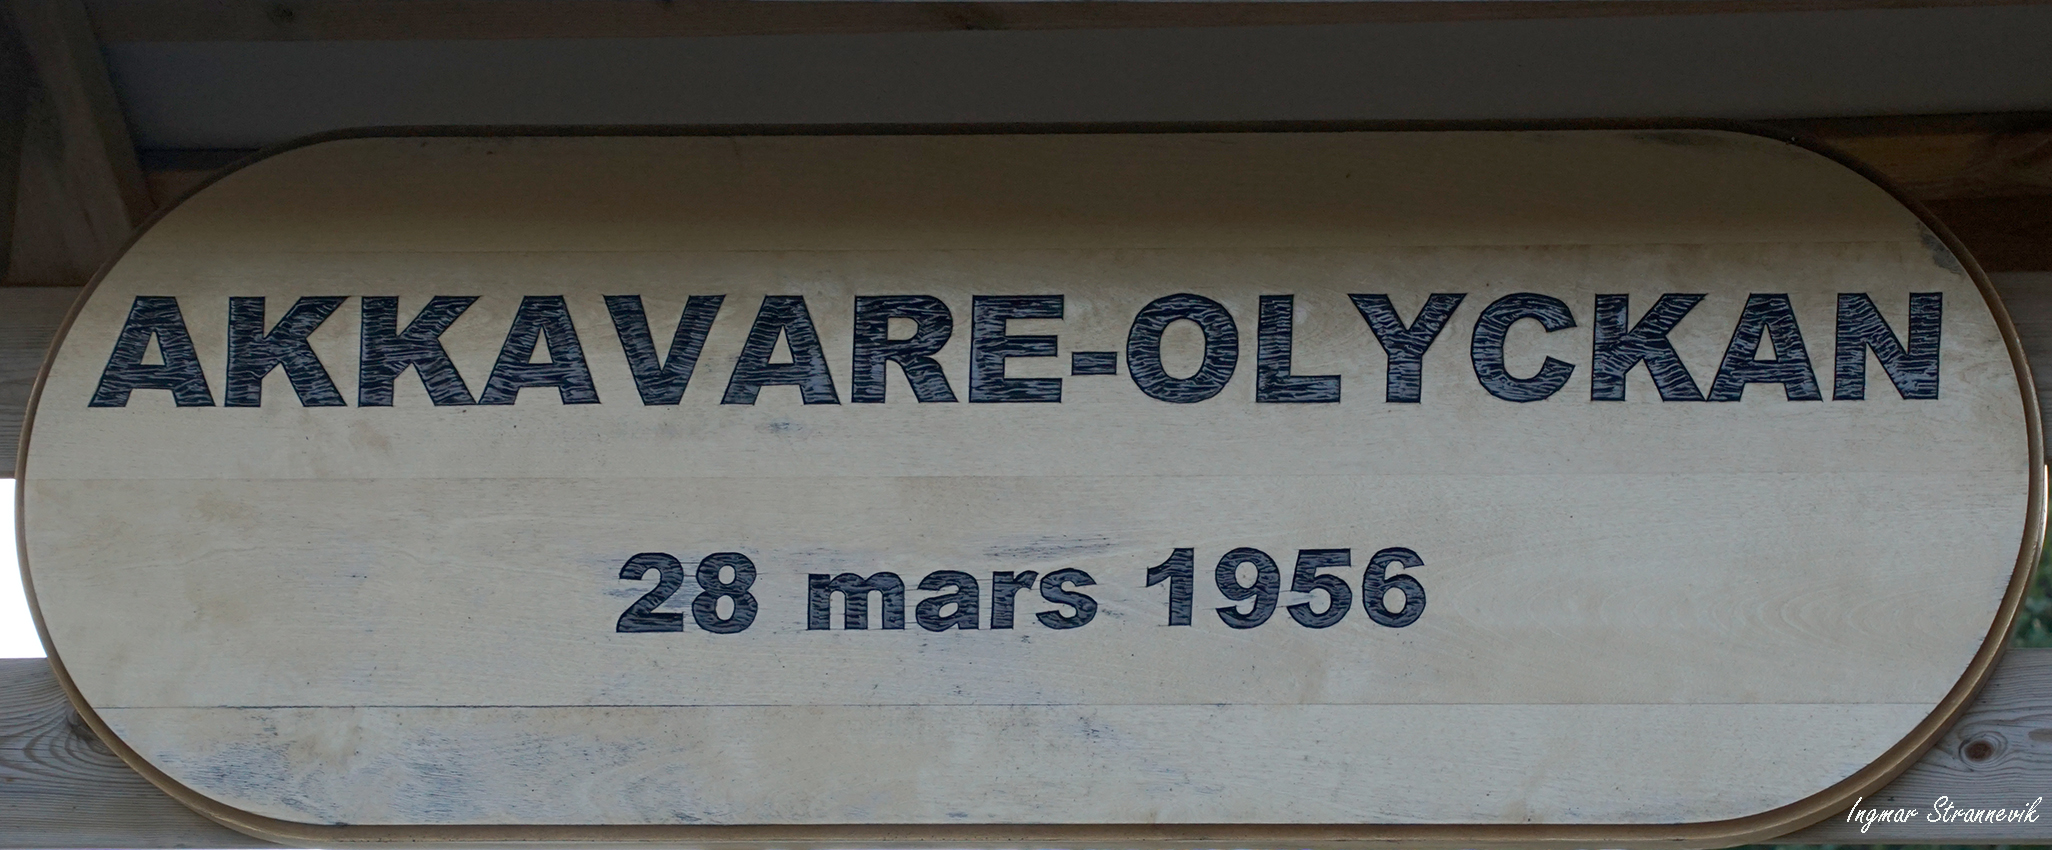 AKKAVARE-OLYCKAN
28 mars 1956
Ingmar Strannevik